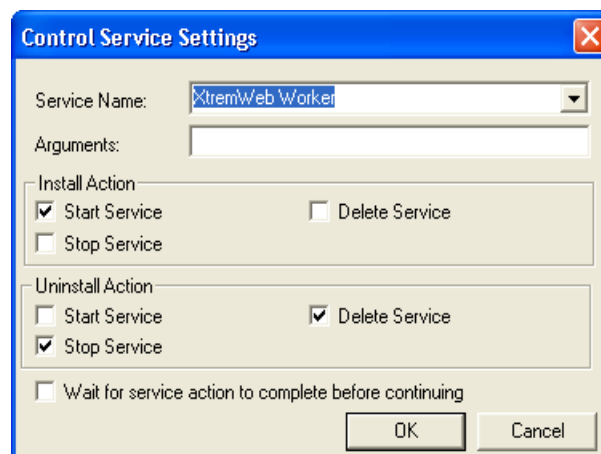 Control Service Settings
Service Name: XtremWeb Worker
Arguments:
Install Action
Start Service Delete Service
Stop Service
Uninstall Action
Start Service Delete Service
Stop Service
Wait for service action to complete before continuing
OK Cancel